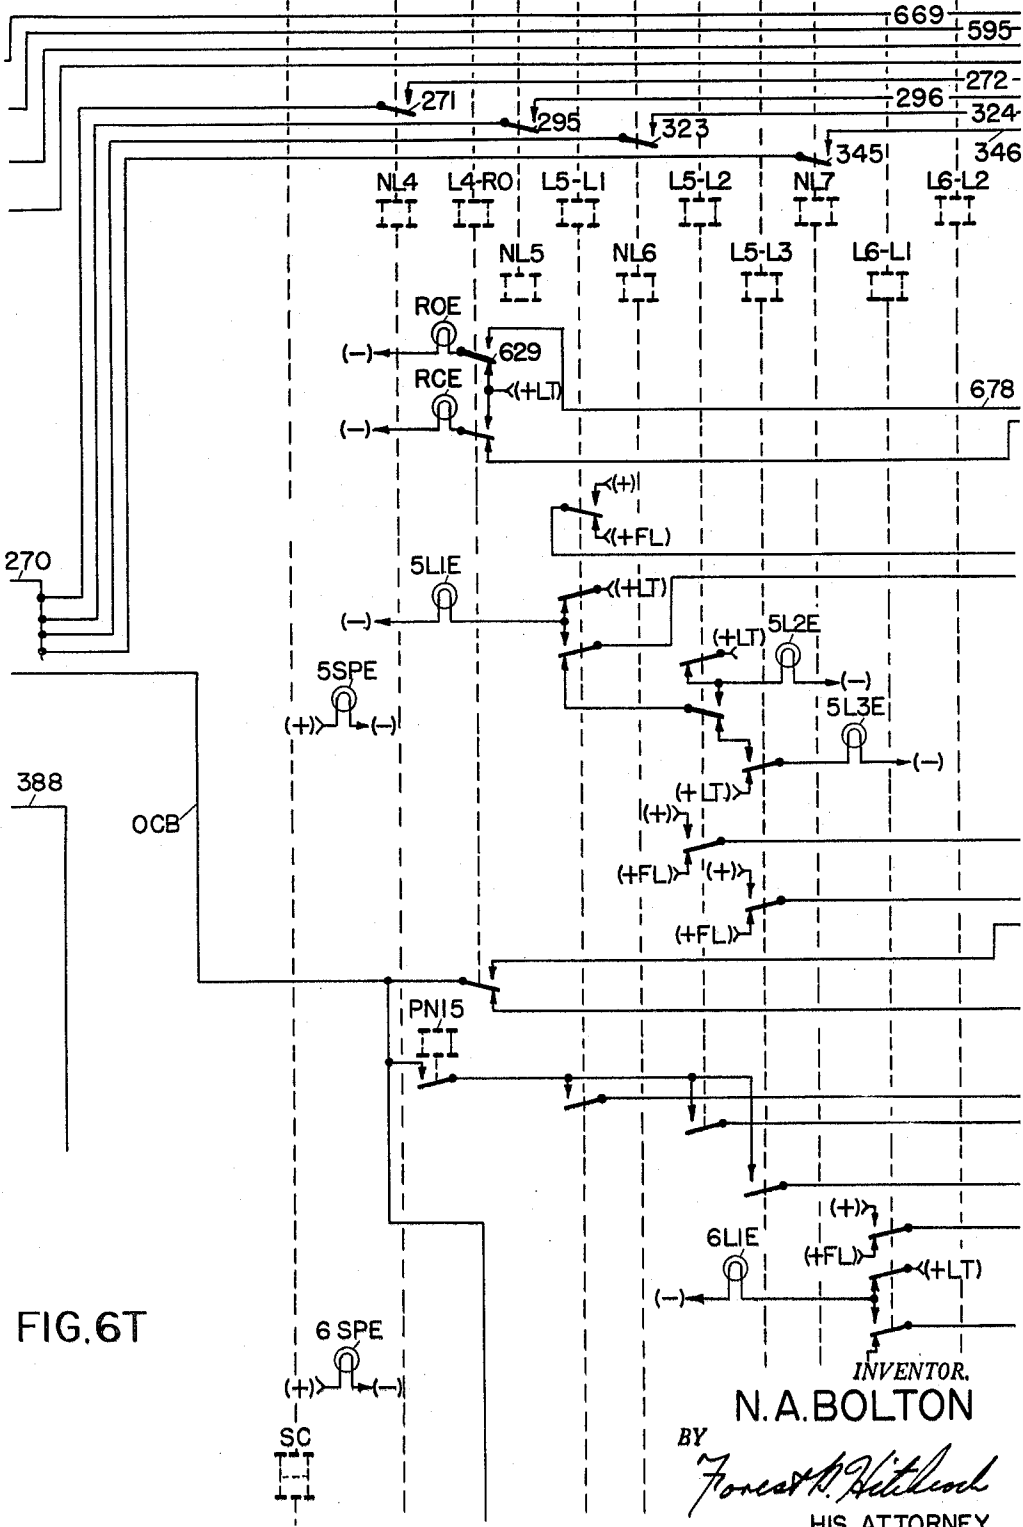 669
595
272
271
296
295
324
323
346
345
NL4 L4-RO L5-L1 L5-L2 NL7 L6-L2
NL5 NL6 L5-L3 L6-L1
ROE
(-) 629
RCE (+LT) 678
(-)
(+)
(+FL)
270 5L1E
(+LT)
(-) (+LT) 5L2E
5SPE (-)
(+) (-) 5L3E
(-)
388 (+LT)
OCB (+)
(+FL) (+)
(+FL)
PN15
(+)
6L1E (+FL)
(+LT)
(-)
FIG. 6T 6 SPE
(+) (-) INVENTOR.
N. A. BOLTON
SC BY
HIS ATTORNEY